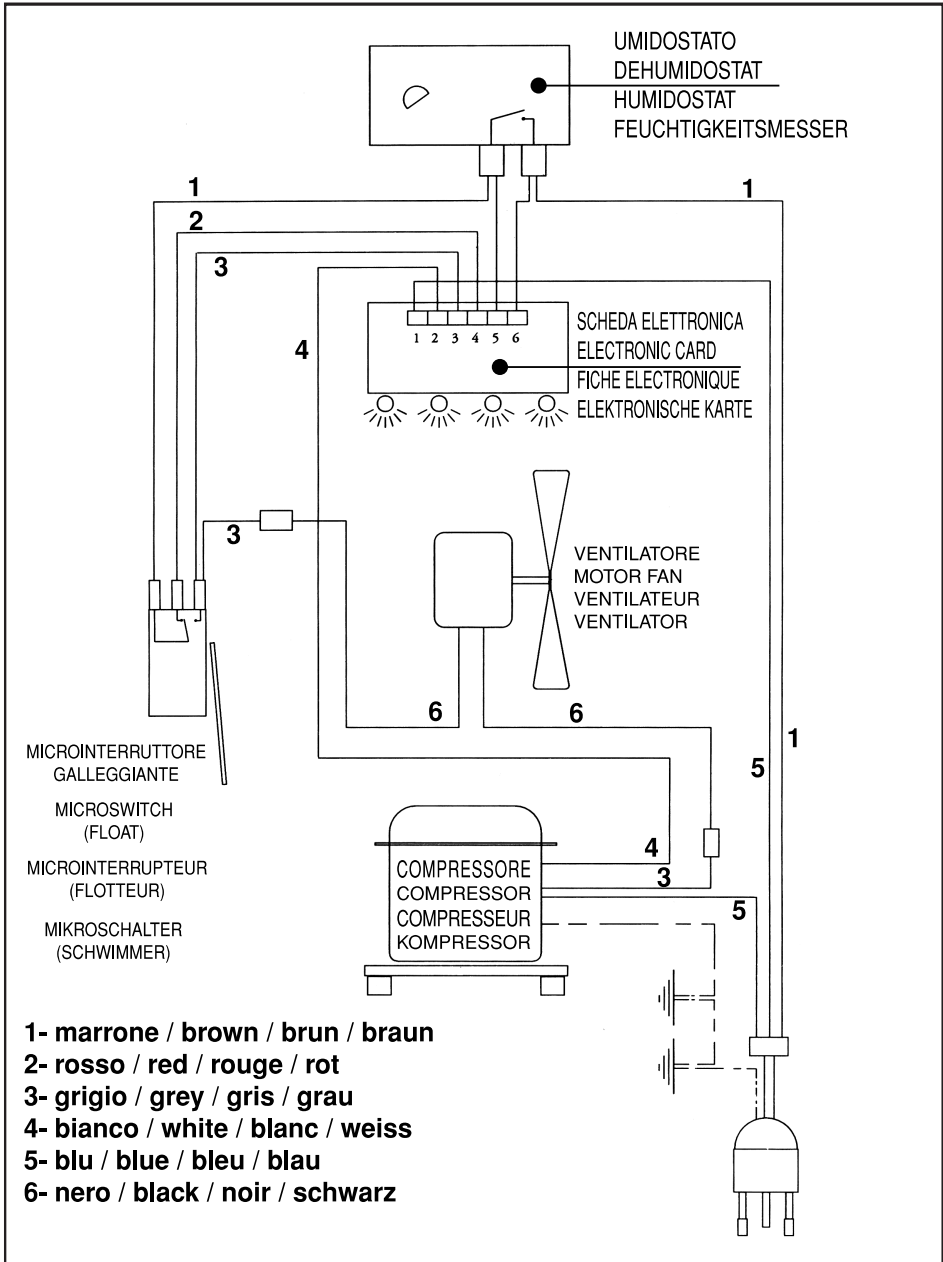 UMIDOSTATO
DEHUMIDOSTAT
HUMIDOSTAT
FEUCHTIGKEITSMESSER
1
1
2
3
4
1 2 3 4 5 6
SCHEDA ELETTRONICA
ELECTRONIC CARD
FICHE ELECTRONIQUE
ELEKTRONISCHE KARTE
3
VENTILATORE
MOTOR FAN
VENTILATEUR
VENTILATOR
6
6
1
5
MICROINTERRUTTORE
GALLEGGIANTE
MICROSWITCH
(FLOAT)
MICROINTERRUPTEUR
(FLOTTEUR)
MIKROSCHALTER
(SCHWIMMER)
COMPRESSORE
COMPRESSOR
COMPRESSEUR
KOMPRESSOR
4
3
5
1- marrone / brown / brun / braun
2- rosso / red / rouge / rot
3- grigio / grey / gris / grau
4- bianco / white / blanc / weiss
5- blu / blue / bleu / blau
6- nero / black / noir / schwarz